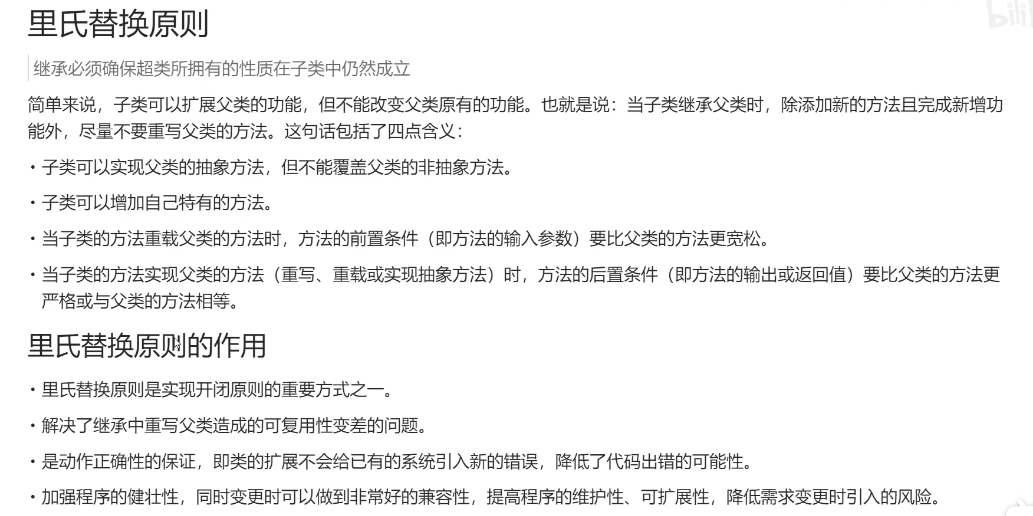 里氏替换原则
继承必须确保超类所拥有的性质在子类中仍然成立
简单来说，子类可以扩展父类的功能，但不能改变父类原有的功能。也就是说：当子类继承父类时，除添加新的方法且完成新增功
能外，尽量不要重写父类的方法。这句话包括了四点含义：
・子类可以实现父类的抽象方法，但不能覆盖父类的非抽象方法。
・子类可以增加自己特有的方法。
・当子类的方法重载父类的方法时，方法的前置条件（即方法的输入参数）要比父类的方法更宽松。
・当子类的方法实现父类的方法（重写、重载或实现抽象方法）时，方法的后置条件（即方法的输出或返回值）要比父类的方法更
严格或与父类的方法相等。
里氏替换原则的作用
・里氏替换原则是实现开闭原则的重要方式之一。
・解决了继承中重写父类造成的可复用性变差的问题。
・是动作正确性的保证，即类的扩展不会给已有的系统引入新的错误，降低了代码出错的可能性。
・加强程序的健壮性，同时变更时可以做到非常好的兼容性，提高程序的维护性、可扩展性，降低需求变更时引入的风险。